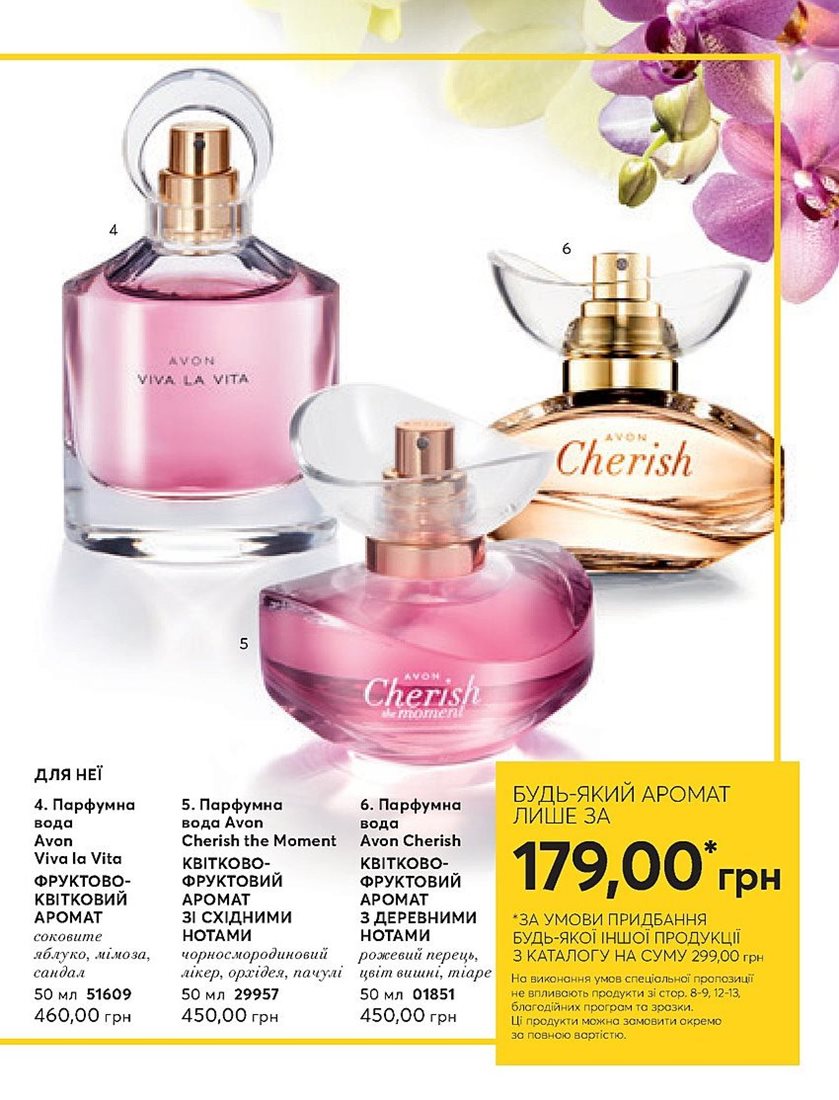 4
AVON
VIVA LA VITA
6
AVON
Cherish
5
AVON
Cherish
the moment
ДЛЯ НЕЇ
4. Парфумна
вода
Avon
Viva la Vita
ФРУКТОВО-
КВІТКОВИЙ
АРОМАТ
соковите
яблуко, мімоза,
сандал
50 мл 51609
460,00 грн
5. Парфумна
вода Avon
Cherish the Moment
КВІТКОВО-
ФРУКТОВИЙ
АРОМАТ
ЗІ СХІДНИМИ
НОТАМИ
чорносмородиновий
лікер, орхідея, пачулі
50 мл 29957
450,00 грн
6. Парфумна
вода
Avon Cherish
КВІТКОВО-
ФРУКТОВИЙ
АРОМАТ
З ДЕРЕВНИМИ
НОТАМИ
рожевий перець,
цвіт вишні, тіаре
50 мл 01851
450,00 грн
БУДЬ-ЯКИЙ АРОМАТ
ЛИШЕ ЗА
179,00* грн
*ЗА УМОВИ ПРИДБАННЯ
БУДЬ-ЯКОЇ ІНШОЇ ПРОДУКЦІЇ
З КАТАЛОГУ НА СУМУ 299,00 грн
На виконання умов спеціальної пропозиції
не впливають продукти зі стор. 8-9, 12-13,
благодійних програм та зразки.
Ці продукти можна замовити окремо
за повною вартістю.